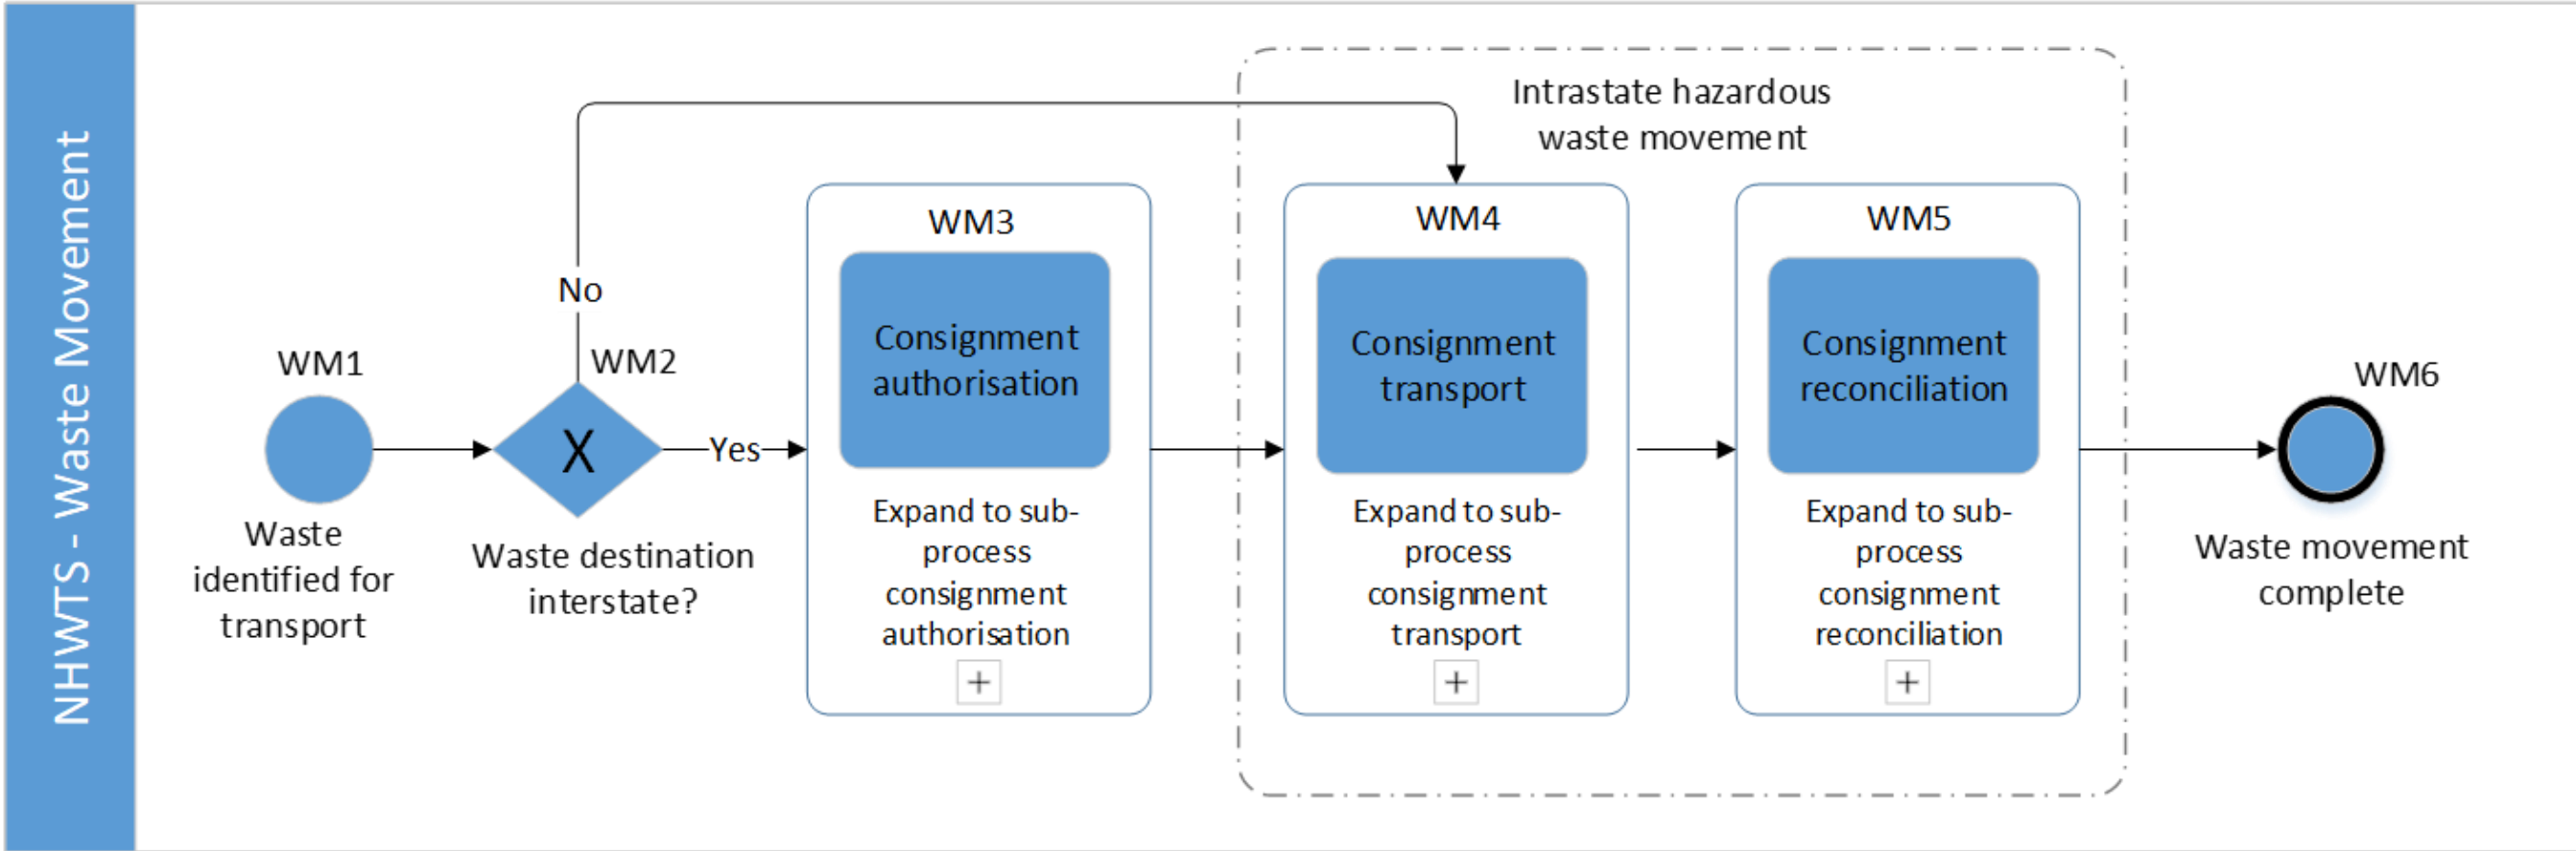 NHWTS - Waste Movement
WM1
Waste
identified for
transport
No
WM2
X
Waste destination
interstate?
Yes
WM3
Consignment
authorisation
Expand to sub-
process
consignment
authorisation
+
Intrastate hazardous
waste movement
WM4
Consignment
transport
Expand to sub-
process
consignment
transport
+
WM5
Consignment
reconciliation
Expand to sub-
process
consignment
reconciliation
+
WM6
Waste movement
complete